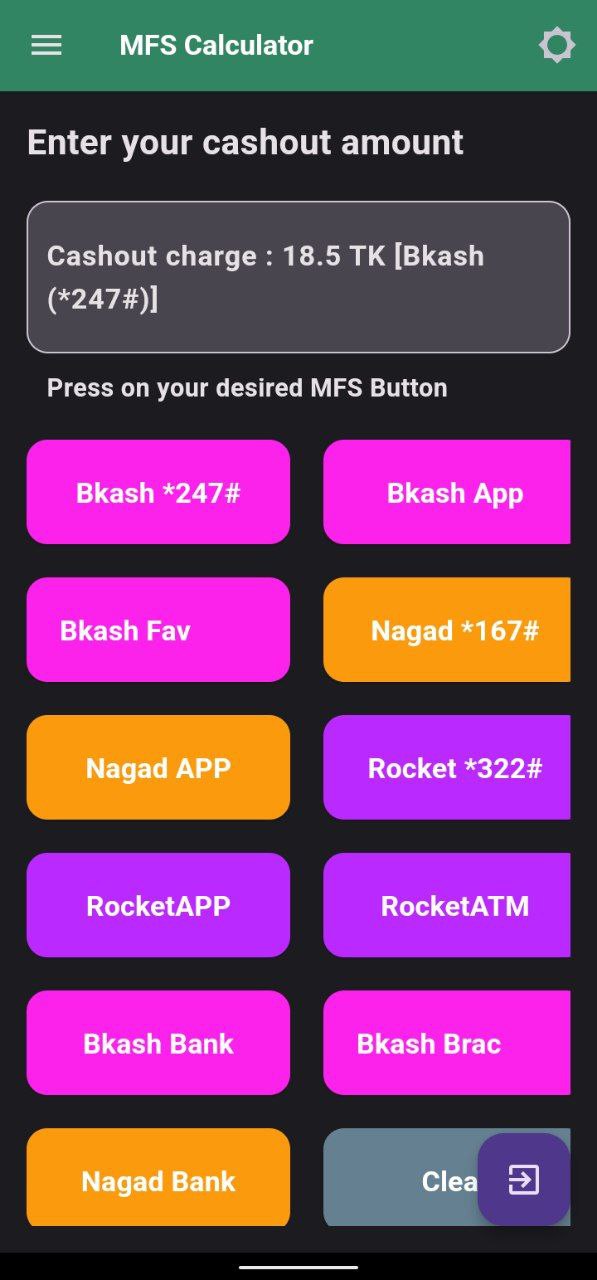 MFS Calculator
Enter your cashout amount
Cashout charge : 18.5 TK [Bkash
(*247#)]
Press on your desired MFS Button
Bkash *247#
Bkash App
Bkash Fav
Nagad *167#
Nagad APP
Rocket *322#
RocketAPP
RocketATM
Bkash Bank
Bkash Brac
Nagad Bank
Clea